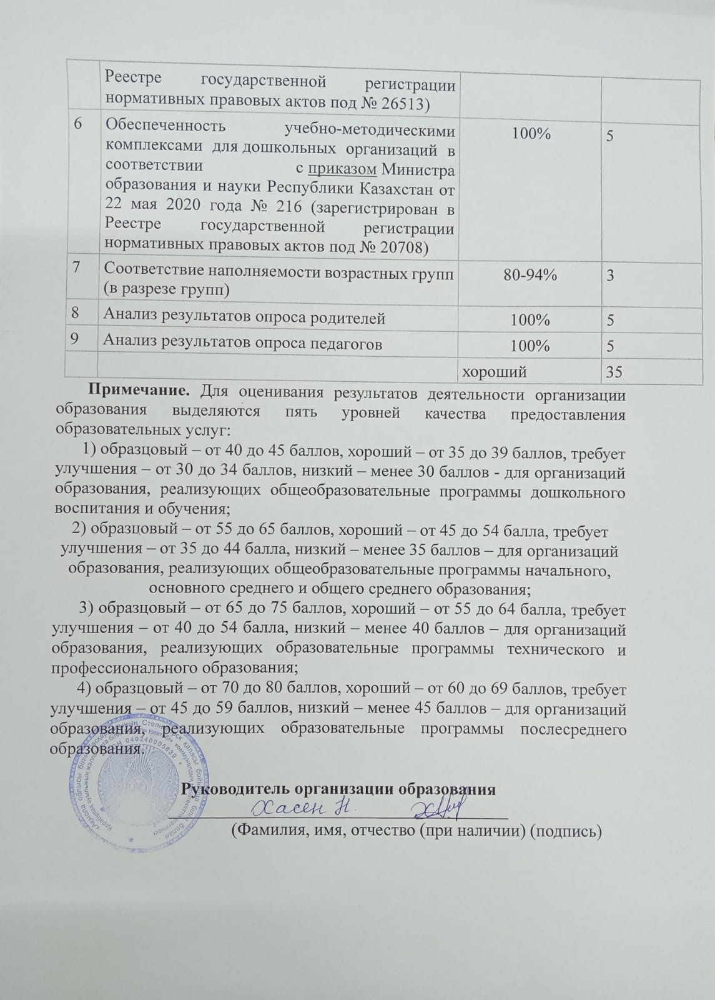 Реестре государственной регистрации
нормативных правовых актов под № 26513)
6 Обеспеченность учебно-методическими 100% 5
комплексами для дошкольных организаций в
соответствии с приказом Министра
образования и науки Республики Казахстан от
22 мая 2020 года № 216 (зарегистрирован в
Реестре государственной регистрации
нормативных правовых актов под № 20708)
7 Соответствие наполняемости возрастных групп 80-94% 3
(в разрезе групп)
8 Анализ результатов опроса родителей 100% 5
9 Анализ результатов опроса педагогов 100% 5
хороший 35
Примечание. Для оценивания результатов деятельности организации
образования выделяются пять уровней качества предоставления
образовательных услуг:
1) образцовый – от 40 до 45 баллов, хороший – от 35 до 39 баллов, требует
улучшения – от 30 до 34 баллов, низкий – менее 30 баллов - для организаций
образования, реализующих общеобразовательные программы дошкольного
воспитания и обучения;
2) образцовый – от 55 до 65 баллов, хороший – от 45 до 54 балла, требует
улучшения – от 35 до 44 балла, низкий – менее 35 баллов – для организаций
образования, реализующих общеобразовательные программы начального,
основного среднего и общего среднего образования;
3) образцовый – от 65 до 75 баллов, хороший – от 55 до 64 балла, требует
улучшения – от 40 до 54 балла, низкий – менее 40 баллов – для организаций
образования, реализующих образовательные программы технического и
профессионального образования;
4) образцовый – от 70 до 80 баллов, хороший – от 60 до 69 баллов, требует
улучшения – от 45 до 59 баллов, низкий – менее 45 баллов – для организаций
образования, реализующих образовательные программы послесреднего
образования.
Руководитель организации образования
Хасен Н.
(Фамилия, имя, отчество (при наличии) (подпись)
040240005639